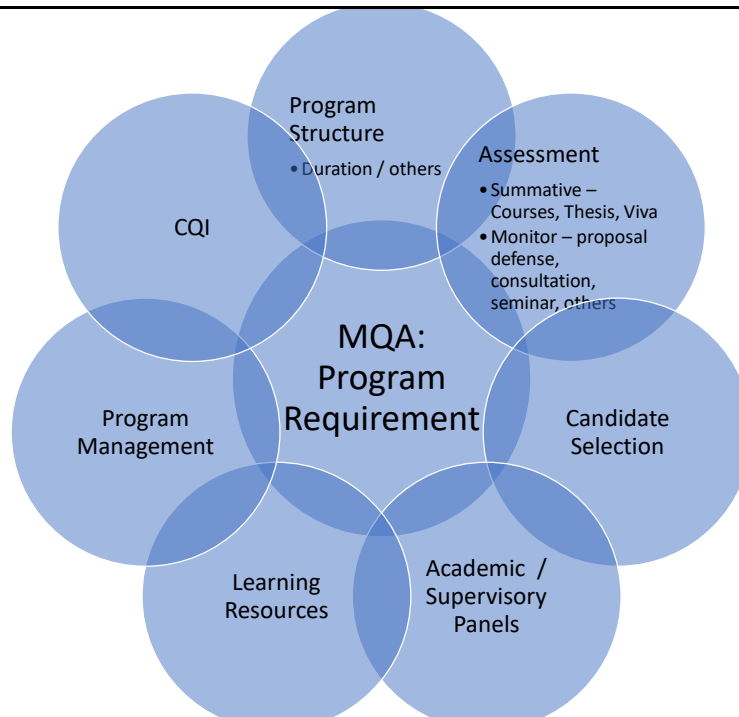 Program
Structure
• Duration / others
Assessment
• Summative –
Courses, Thesis, Viva
• Monitor – proposal
defense,
consultation,
seminar, others
CQI
MQA:
Program
Requirement
Program
Management
Candidate
Selection
Learning
Resources
Academic /
Supervisory
Panels